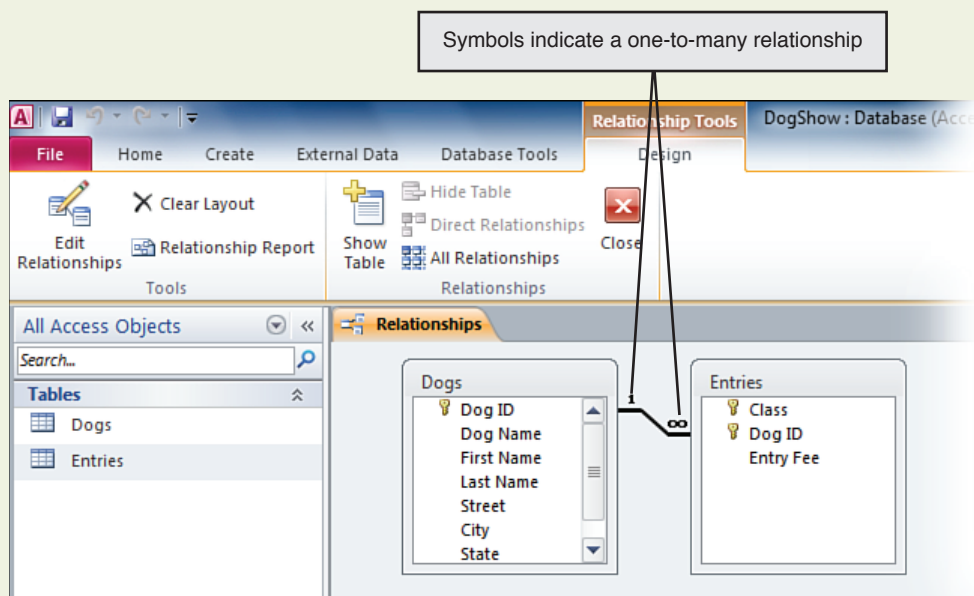 Symbols indicate a one-to-many relationship
A
Relationship Tools
DogShow : Database (Acce
File Home Create External Data Database Tools Design
Edit Relationships
Clear Layout
Relationship Report
Tools
Show Table
Hide Table
Direct Relationships
All Relationships
Relationships
Close
All Access Objects
Search...
Tables
Dogs
Entries
Relationships
Dogs
Dog ID
Dog Name
First Name
Last Name
Street
City
State
1
∞
Entries
Class
Dog ID
Entry Fee